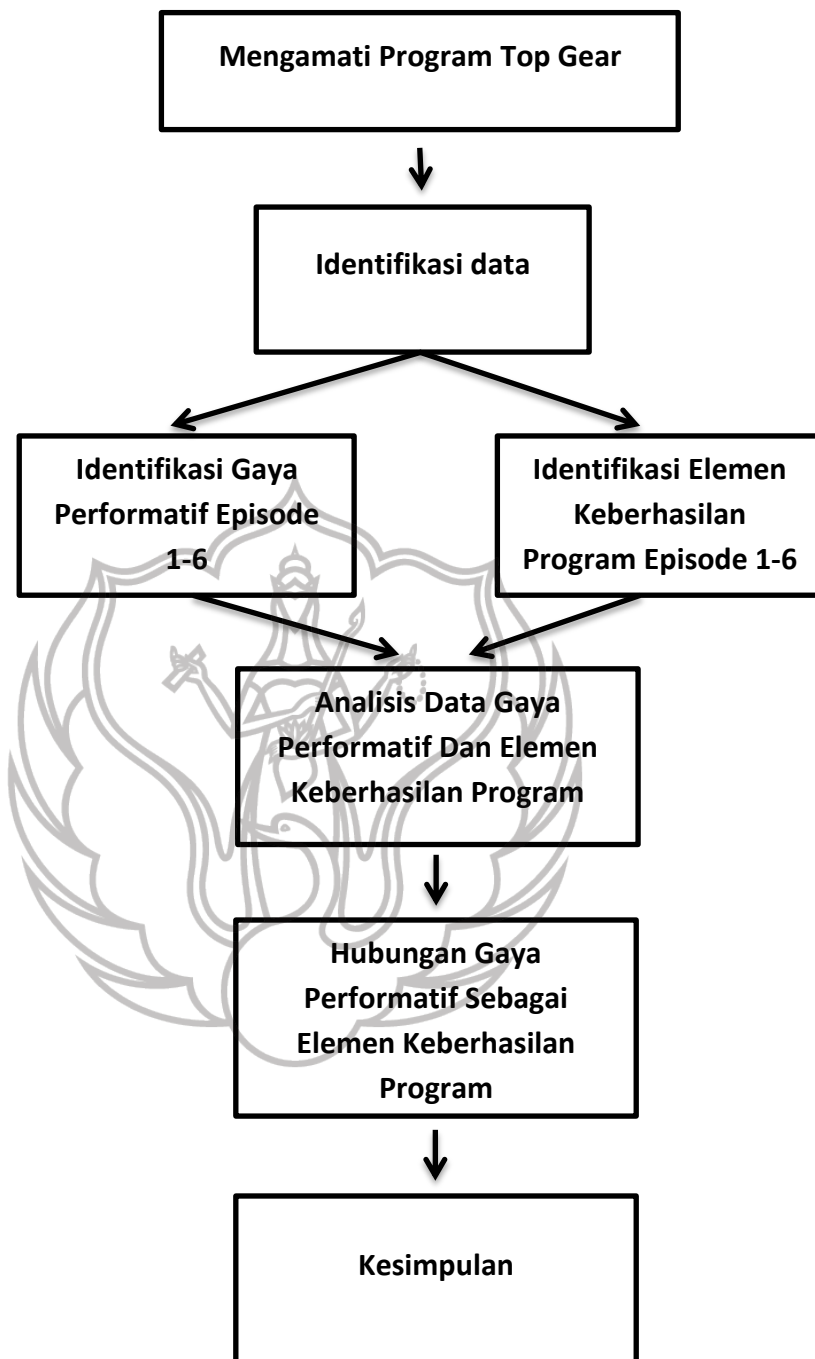 Mengamati Program Top Gear
Identifikasi data
Identifikasi Gaya
Performatif Episode
1-6
Identifikasi Elemen
Keberhasilan
Program Episode 1-6
Analisis Data Gaya
Performatif Dan Elemen
Keberhasilan Program
Hubungan Gaya
Performatif Sebagai
Elemen Keberhasilan
Program
Kesimpulan